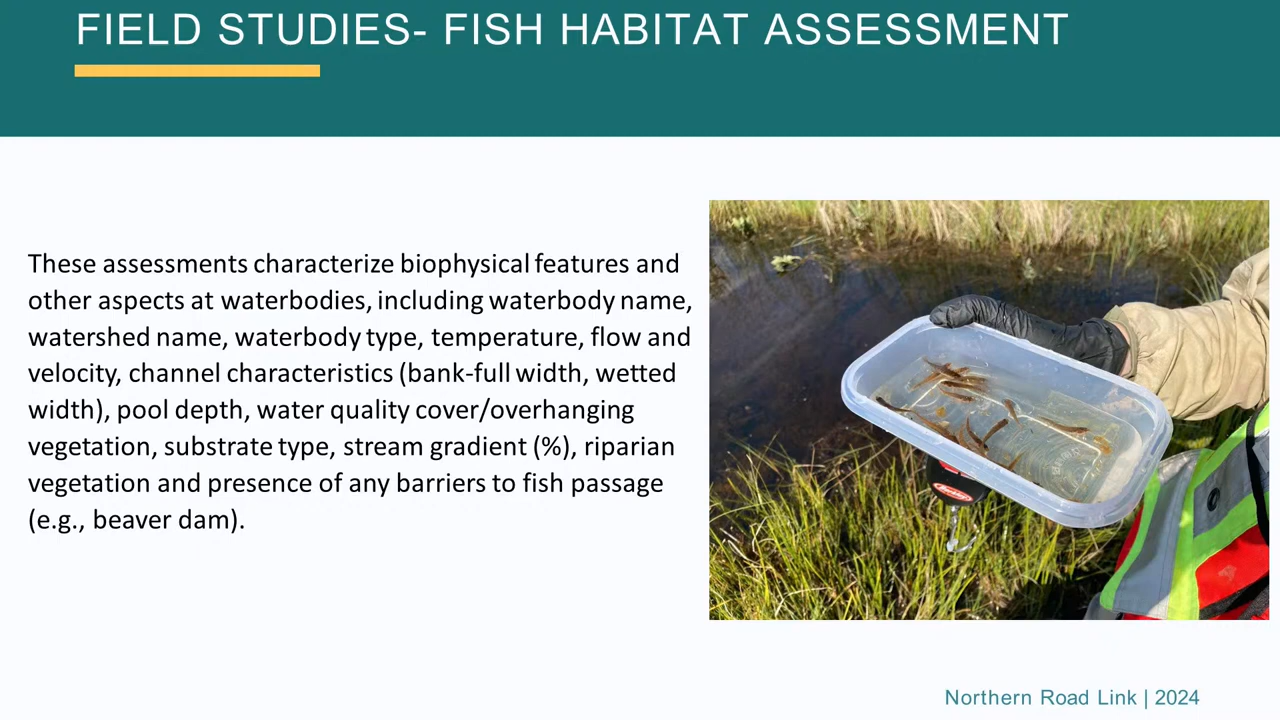 FIELD STUDIES- FISH HABITAT ASSESSMENT
These assessments characterize biophysical features and
other aspects at waterbodies, including waterbody name,
watershed name, waterbody type, temperature, flow and
velocity, channel characteristics (bank-full width, wetted
width), pool depth, water quality cover/overhanging
vegetation, substrate type, stream gradient (%), riparian
vegetation and presence of any barriers to fish passage
(e.g., beaver dam).
Northern Road Link | 2024